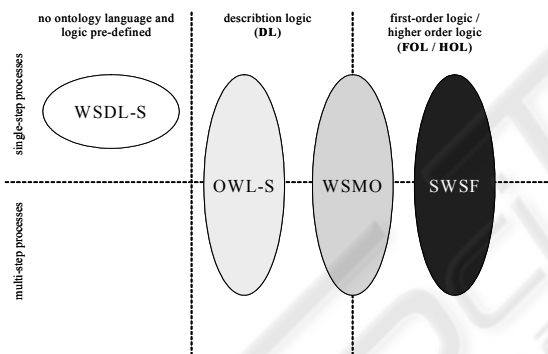 no ontology language and
logic pre-defined
describtion logic
(DL)
first-order logic /
higher order logic
(FOL / HOL)
single-step processes
WSDL-S
OWL-S
WSMO
SWSF
multi-step processes